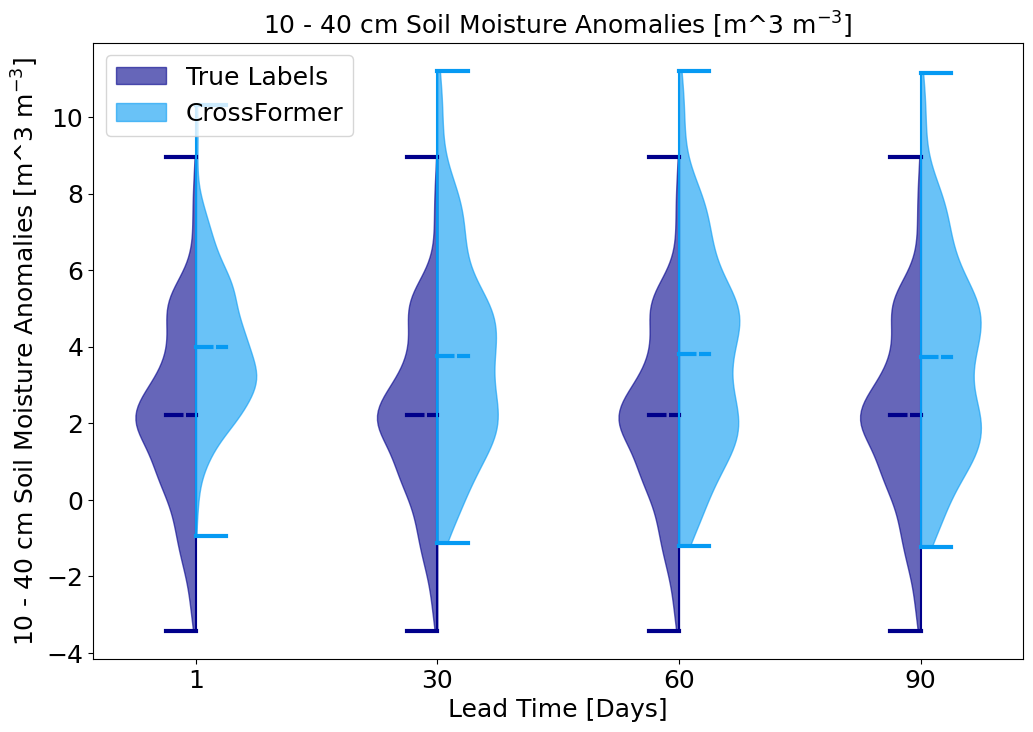 10 - 40 cm Soil Moisture Anomalies [m^3 m⁻³]
True Labels
CrossFormer
10 - 40 cm Soil Moisture Anomalies [m^3 m⁻³]
10
8
6
4
2
0
−2
−4
1 30 60 90
Lead Time [Days]